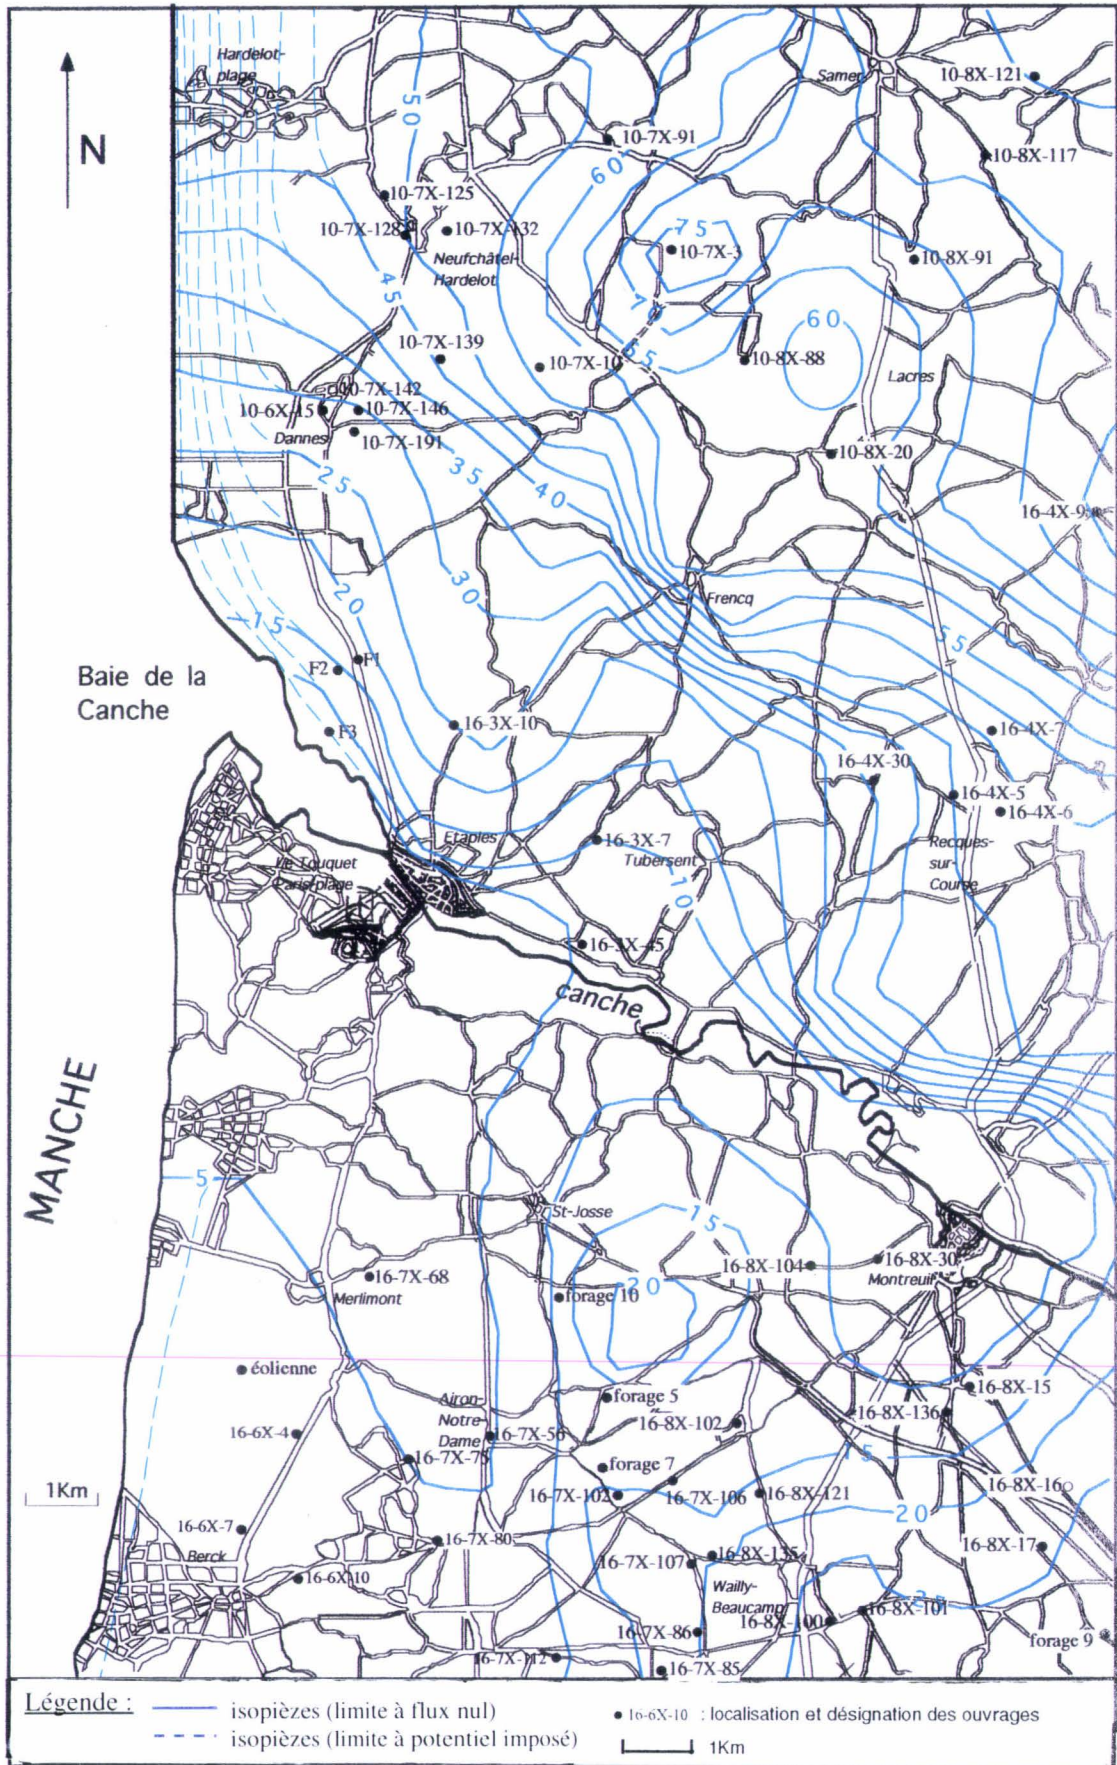 Hardelot-
plage
N
50
Samer
10-8X-121
10-7X-91
10-8X-117
60
10-7X-125
10-7X-128
10-7X-132
Neufchâtel-
Hardelot
75
10-7X-3
10-8X-91
45
70
60
10-7X-139
10-7X-10
65
10-8X-88
Lacres
10-7X-142
10-6X-15
10-7X-146
Dannes
10-7X-191
10-8X-20
25
35
40
16-4X-9
30
Frencq
20
15
55
F1
F2
Baie de la
Canche
F3
16-3X-10
16-4X-7
16-4X-30
16-4X-5
16-4X-6
Etaples
16-3X-7
Tubersent
Recques-
sur-
Course
Le Touquet
Paris-plage
10
16-3X-45
canche
MANCHE
5
St-Josse
15
16-8X-104
16-8X-30
Montreuil
16-7X-68
Merlimont
forage 10
20
éolienne
16-8X-15
Airon-
Notre-
Dame
forage 5
16-8X-102
16-8X-136
16-6X-4
16-7X-56
16-7X-75
forage 7
15
1Km
16-7X-102
16-7X-106
16-8X-121
16-8X-16
20
16-6X-7
Berck
16-7X-80
16-8X-135
16-8X-17
16-7X-107
16-6X-10
Wailly-
Beaucamp
25
16-8X-101
16-8X-100
16-7X-86
forage 9
16-7X-112
16-7X-85
Légende :
isopièzes (limite à flux nul)
isopièzes (limite à potentiel imposé)
16-6X-10 : localisation et désignation des ouvrages
1Km